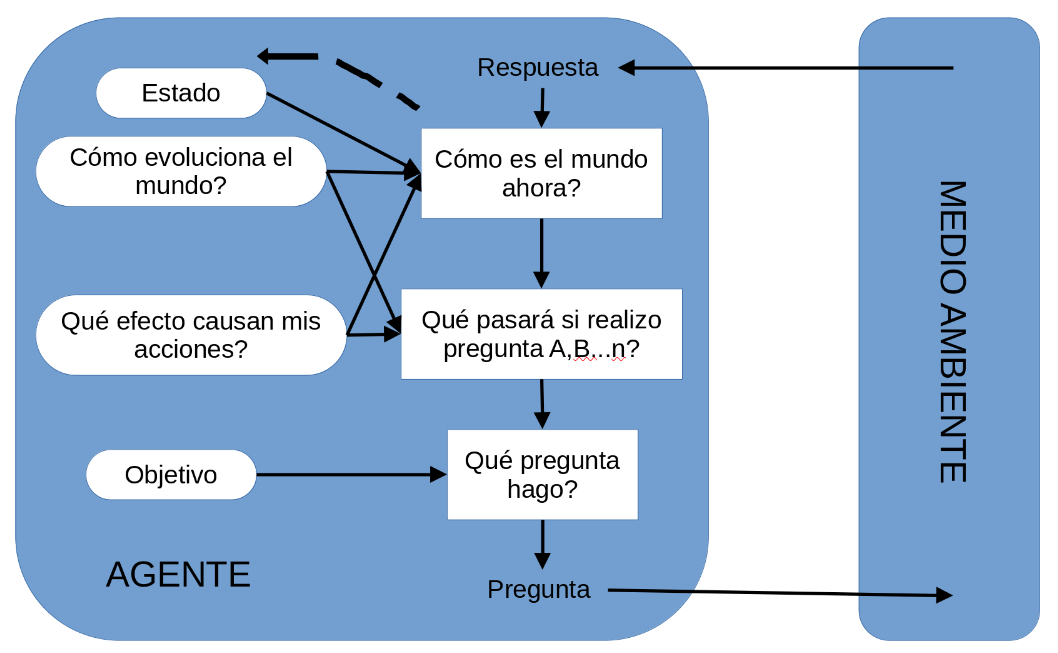 Respuesta
Estado
Cómo evoluciona el
mundo?
Cómo es el mundo
ahora?
Qué efecto causan mis
acciones?
Qué pasará si realizo
pregunta A,B,..n?
Objetivo
Qué pregunta
hago?
AGENTE
Pregunta
MEDIO AMBIENTE